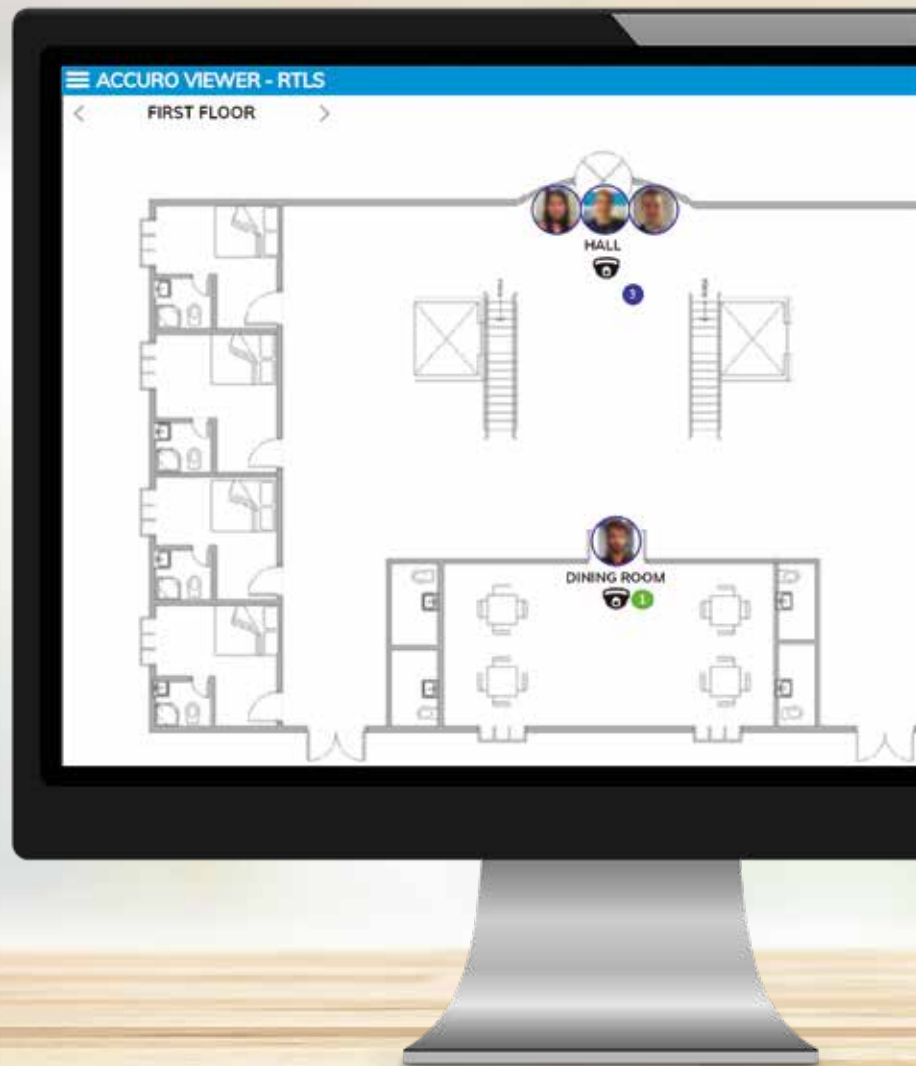 ACCURO VIEWER - RTLS
FIRST FLOOR
HALL
3
DINING ROOM
1